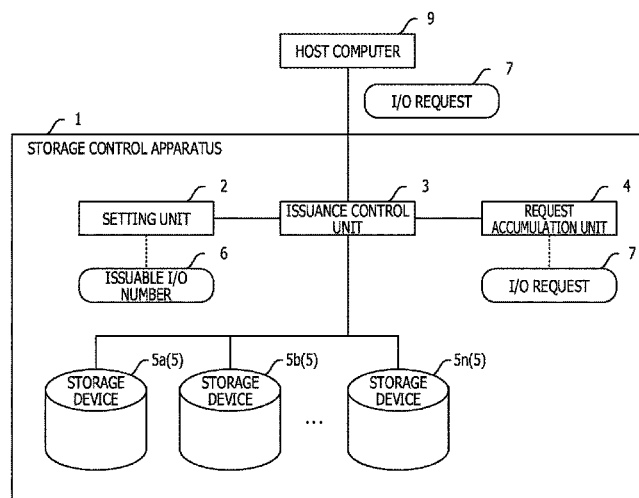 9
HOST COMPUTER
7
I/O REQUEST
1
STORAGE CONTROL APPARATUS
2
SETTING UNIT
3
ISSUANCE CONTROL
UNIT
4
REQUEST
ACCUMULATION UNIT
6
ISSUABLE I/O
NUMBER
7
I/O REQUEST
5a(5)
STORAGE
DEVICE
5b(5)
STORAGE
DEVICE
...
5n(5)
STORAGE
DEVICE